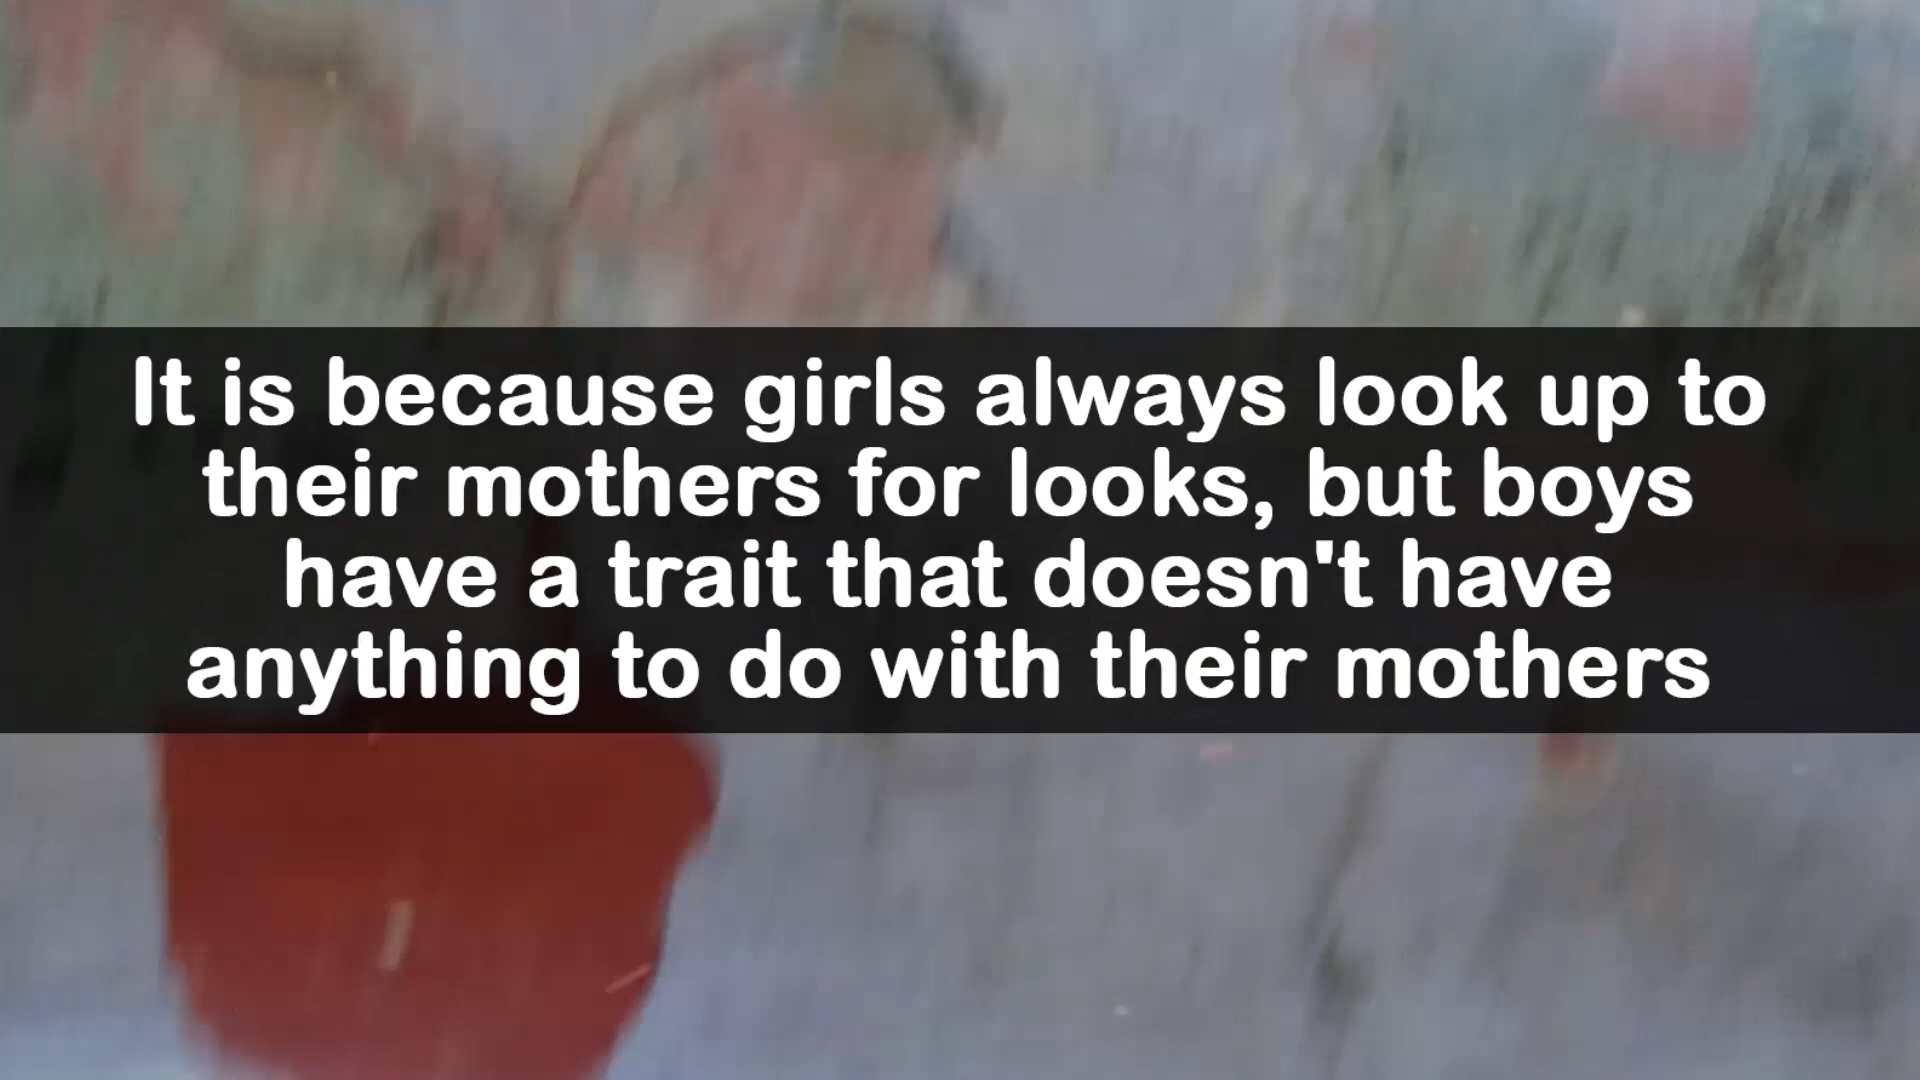 It is because girls always look up to
their mothers for looks, but boys
have a trait that doesn't have
anything to do with their mothers